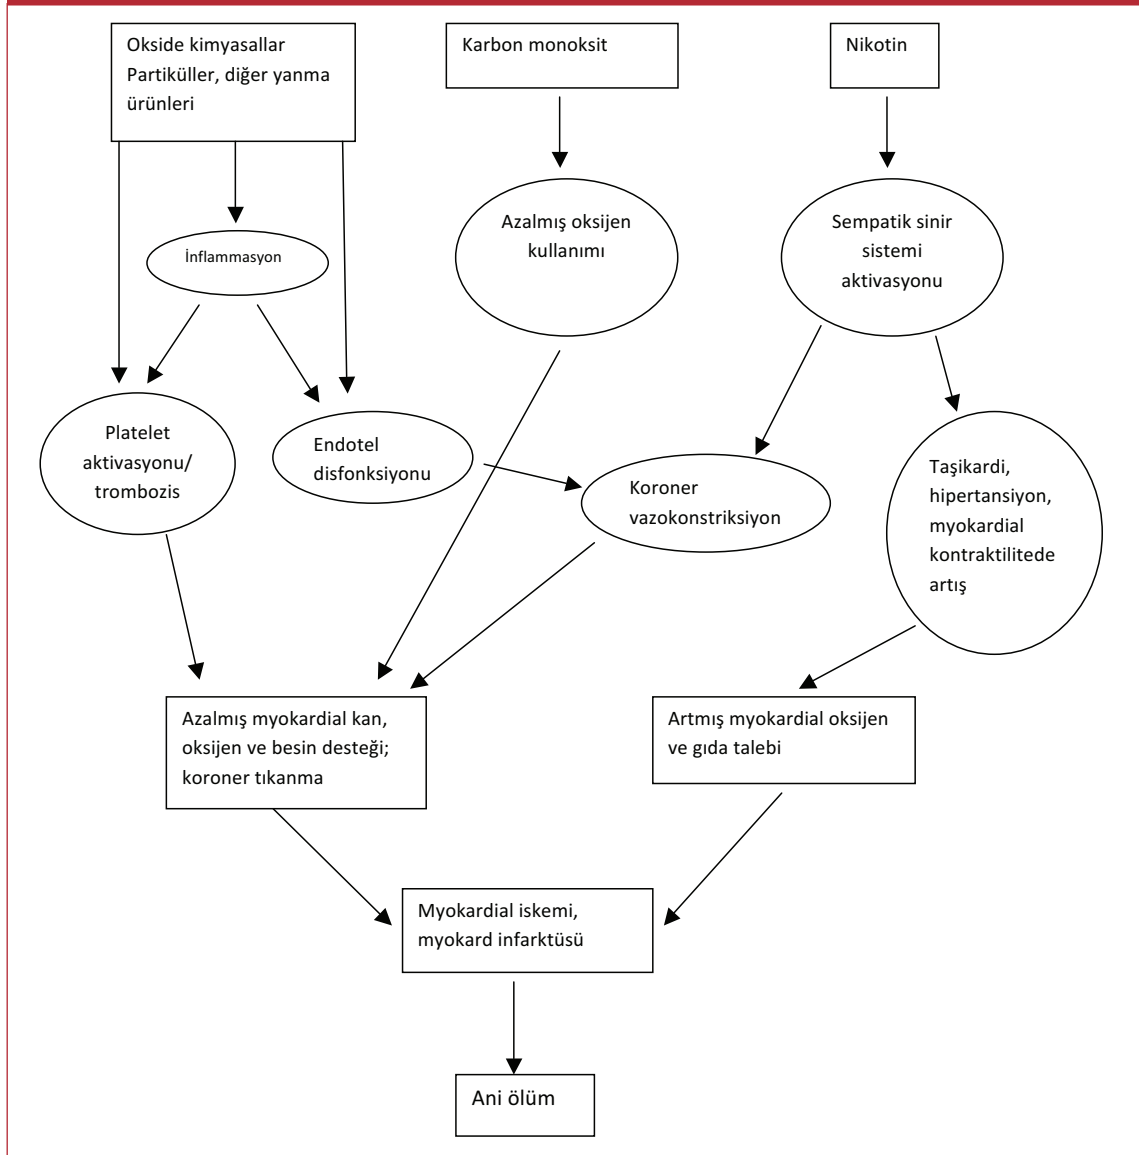 Okside kimyasallar
Partiküller, diğer yanma
ürünleri
Karbon monoksit
Nikotin
İnflammasyon
Azalmış oksijen
kullanımı
Sempatik sinir
sistemi
aktivasyonu
Platelet
aktivasyonu/
trombozis
Endotel
disfonksiyonu
Koroner
vazokonstriksiyon
Taşikardi,
hipertansiyon,
myokardial
kontraktilitede
artış
Azalmış myokardial kan,
oksijen ve besin desteği;
koroner tıkanma
Artmış myokardial oksijen
ve gıda talebi
Myokardial iskemi,
myokard infarktüsü
Ani ölüm